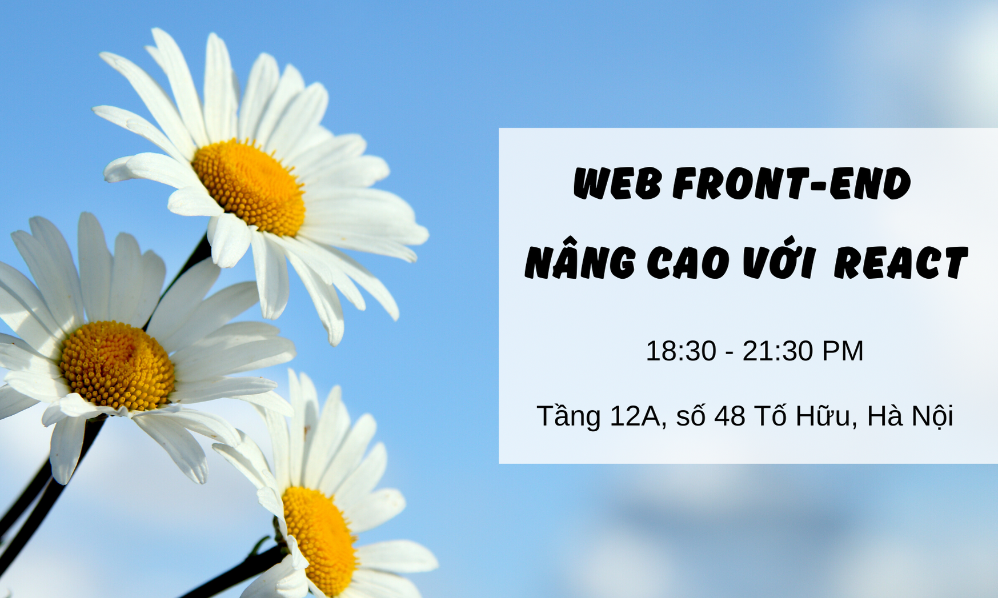 WEB FRONT-END
NÂNG CAO VỚI REACT
18:30 - 21:30 PM
Tầng 12A, số 48 Tố Hữu, Hà Nội